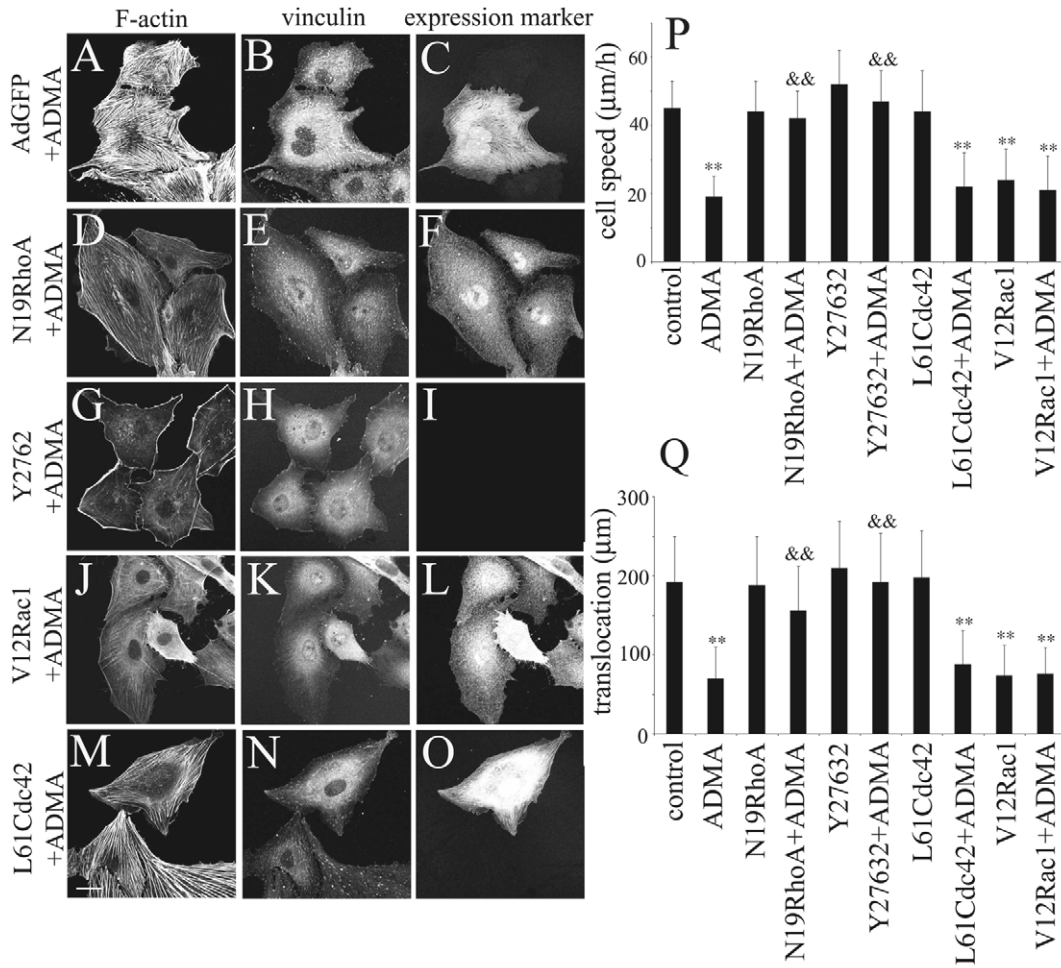 F-actin vinculin expression marker
AdGFP
+ADMA
A B C
N19RhoA
+ADMA
D E F
Y2762
+ADMA
G H I
V12Rac1
+ADMA
J K L
L61Cdc42
+ADMA
M N O
P
cell speed (µm/h)
60
40
20
0
** && && ** ** **
control
ADMA
N19RhoA
N19RhoA+ADMA
Y27632
Y27632+ADMA
L61Cdc42
L61Cdc42+ADMA
V12Rac1
V12Rac1+ADMA
Q
translocation (µm)
300
200
100
0
** && && ** ** **
control
ADMA
N19RhoA
N19RhoA+ADMA
Y27632
Y27632+ADMA
L61Cdc42
L61Cdc42+ADMA
V12Rac1
V12Rac1+ADMA